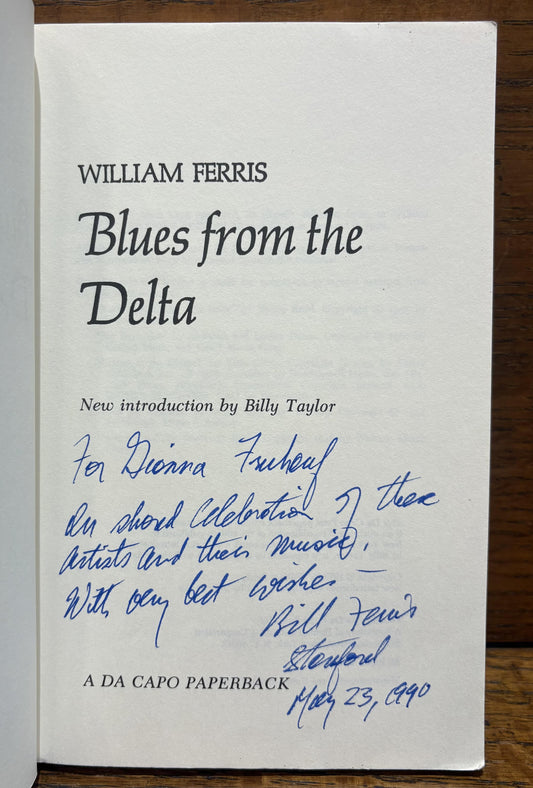 WILLIAM FERRIS
Blues from the
Delta
New introduction by Billy Taylor
For Gionna
In shared Celebration of these
artists and their music.
With very best wishes —
Bill Ferris
Stanford
May 23, 1990
A DA CAPO PAPERBACK